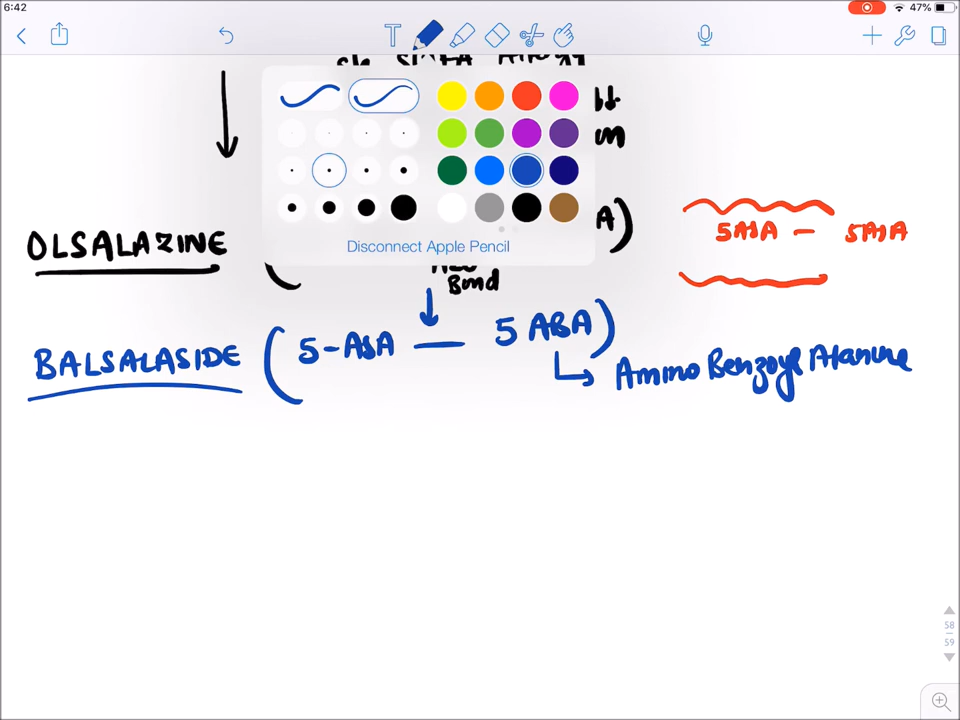 6:42
47%
T
OLSALAZINE (
A)
Bond
5ASA — 5ASA
Disconnect Apple Pencil
BALSALASIDE ( 5-ASA — 5 ABA )
Amino Benzoyl Alanine
58
59